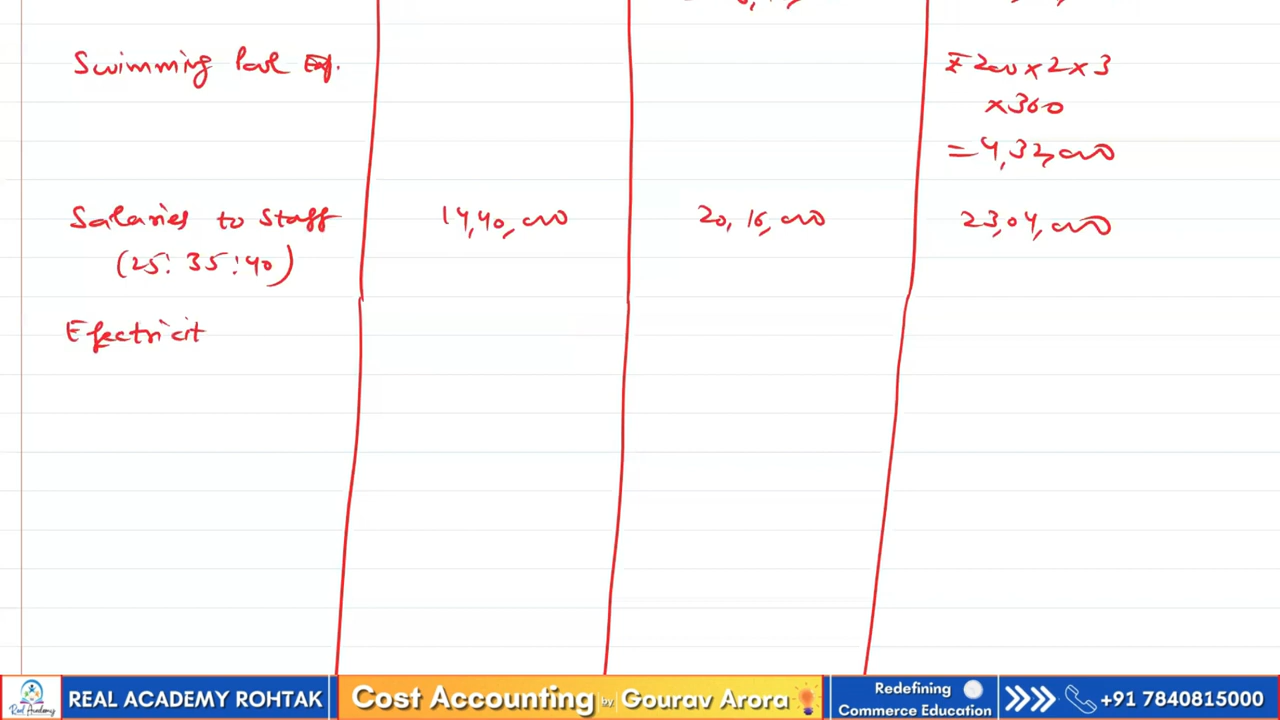 Swimming Pool Exp.
₹200 × 2 × 3
× 360
= 4,32,000
Salaries to Staff
14,40,000
20,16,000
23,04,000
(25:35:40)
Electricit
Real Academy
REAL ACADEMY ROHTAK
Cost Accounting by Gourav Arora
Redefining
Commerce Education
+91 7840815000